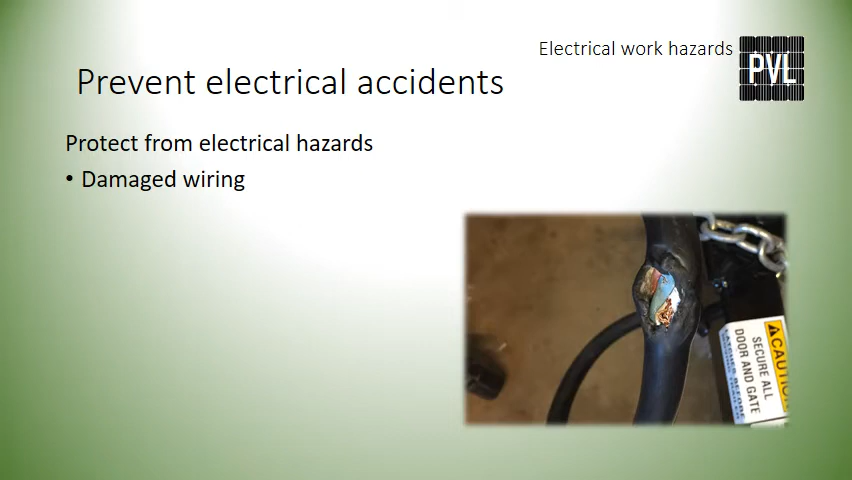 Electrical work hazards
PVL
Prevent electrical accidents
Protect from electrical hazards
• Damaged wiring
CAUTION
SECURE ALL
DOOR AND GATE